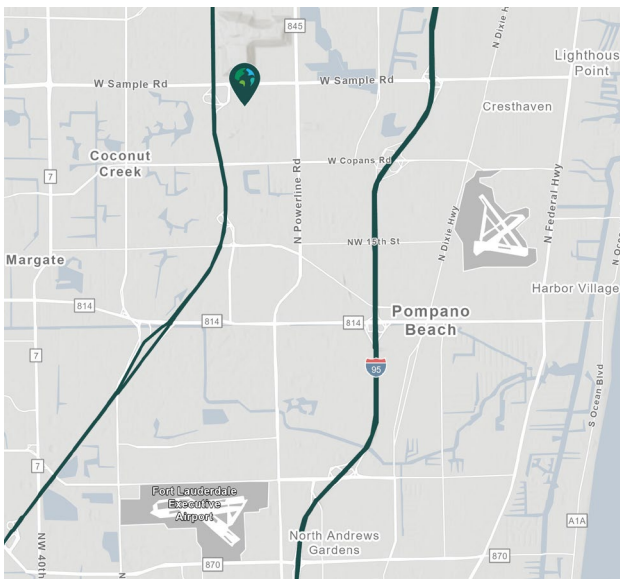 845
N Dixie H
Lighthous
Point
W Sample Rd
W Sample Rd
Cresthaven
Coconut
Creek
W Copans Rd
7
N Powerline Rd
N Dixie Hwy
N Federal Hwy
NW 15th St
N Oce
Margate
Harbor Village
814
814
814
Pompano
Beach
7
95
S Ocean Blvd
7
Fort Lauderdale
Executive
Airport
A1A
NW 40th
North Andrews
Gardens
870
870